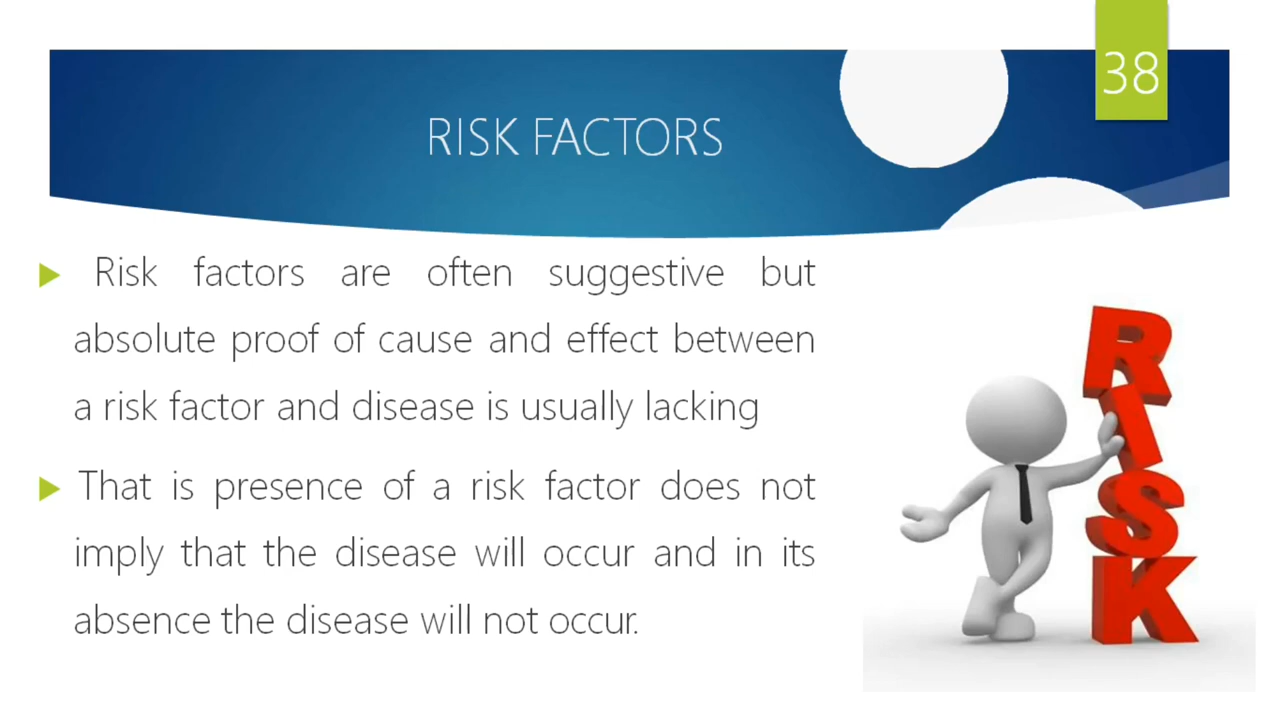 38
RISK FACTORS
Risk factors are often suggestive but
absolute proof of cause and effect between
a risk factor and disease is usually lacking
That is presence of a risk factor does not
imply that the disease will occur and in its
absence the disease will not occur.
RISK